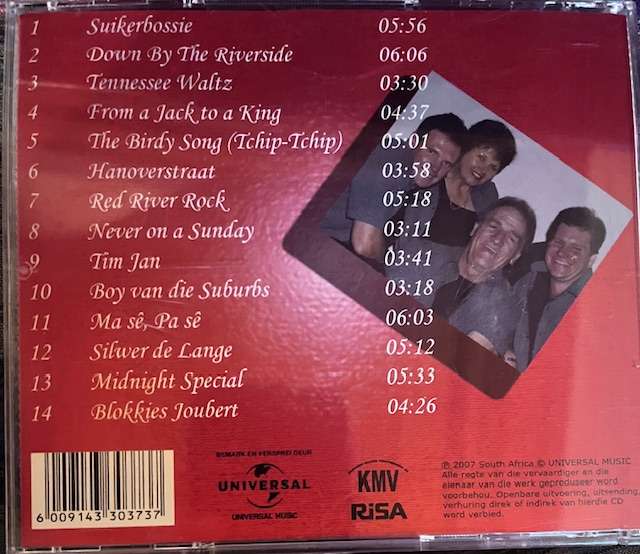 1 Suikerbossie 05:56
2 Down By The Riverside 06:06
3 Tennessee Waltz 03:30
4 From a Jack to a King 04:37
5 The Birdy Song (Tchip-Tchip) 05:01
6 Hanoverstraat 03:58
7 Red River Rock 05:18
8 Never on a Sunday 03:11
9 Tim Jan 03:41
10 Boy van die Suburbs 03:18
11 Ma sê, Pa sê 06:03
12 Silwer de Lange 05:12
13 Midnight Special 05:33
14 Blokkies Joubert 04:26
6 009143 303737
BEMARK EN VERSPREI DEUR
UNIVERSAL
UNIVERSAL MUSIC
KMV
RiSA
℗ 2007 South Africa © UNIVERSAL MUSIC
Alle regte van die vervaardiger en die
eienaar van die werk gepreduseer word
voorbehou. Openbare uitvoering, uitsending,
verhuring direk of indirek van hierdie CD
word verbied.